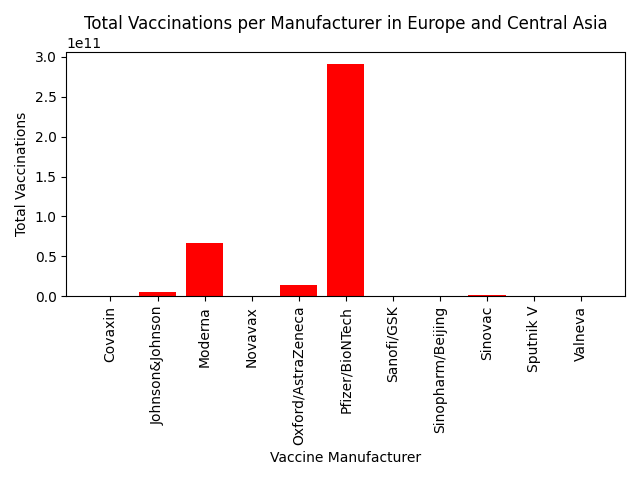 Total Vaccinations per Manufacturer in Europe and Central Asia
1e11
3.0
2.5
2.0
1.5
1.0
0.5
0.0
Total Vaccinations
Covaxin
Johnson&Johnson
Moderna
Novavax
Oxford/AstraZeneca
Pfizer/BioNTech
Sanofi/GSK
Sinopharm/Beijing
Sinovac
Sputnik V
Valneva
Vaccine Manufacturer